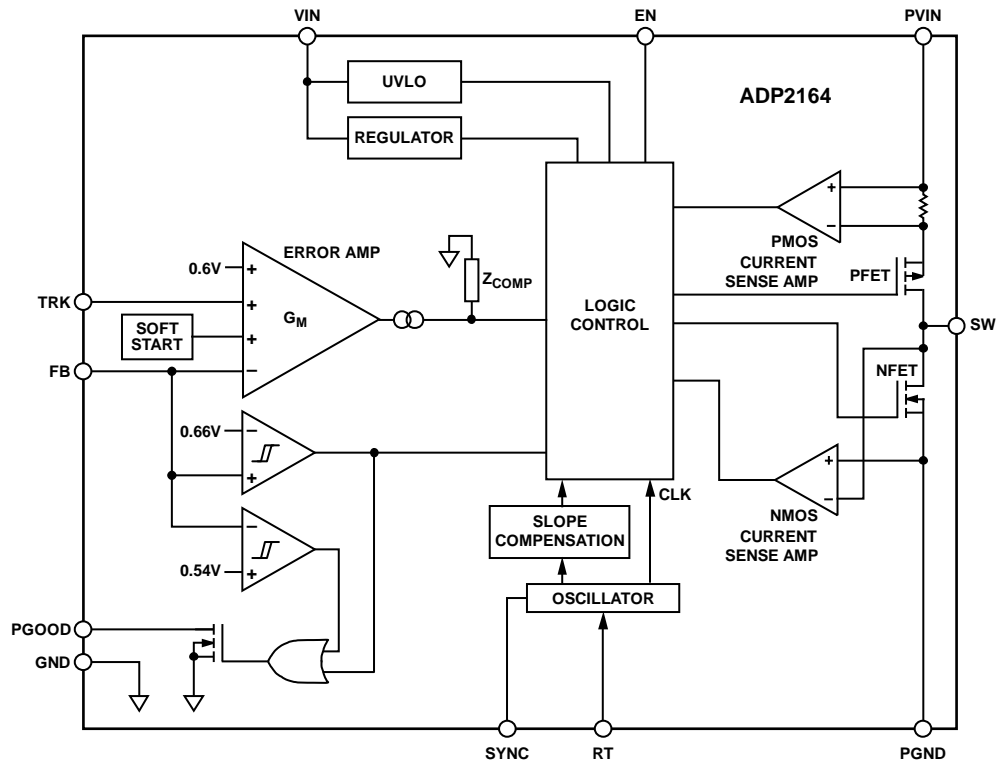 VIN
EN
PVIN
UVLO
ADP2164
REGULATOR
+
−
PMOS
CURRENT
SENSE AMP
ERROR AMP
0.6V
+
ZCOMP
PFET
TRK
+
GM
LOGIC
CONTROL
SOFT
START
+
SW
FB
−
NFET
0.66V
−
+
+
−
CLK
NMOS
CURRENT
SENSE AMP
SLOPE
COMPENSATION
−
0.54V
+
OSCILLATOR
PGOOD
GND
SYNC
RT
PGND